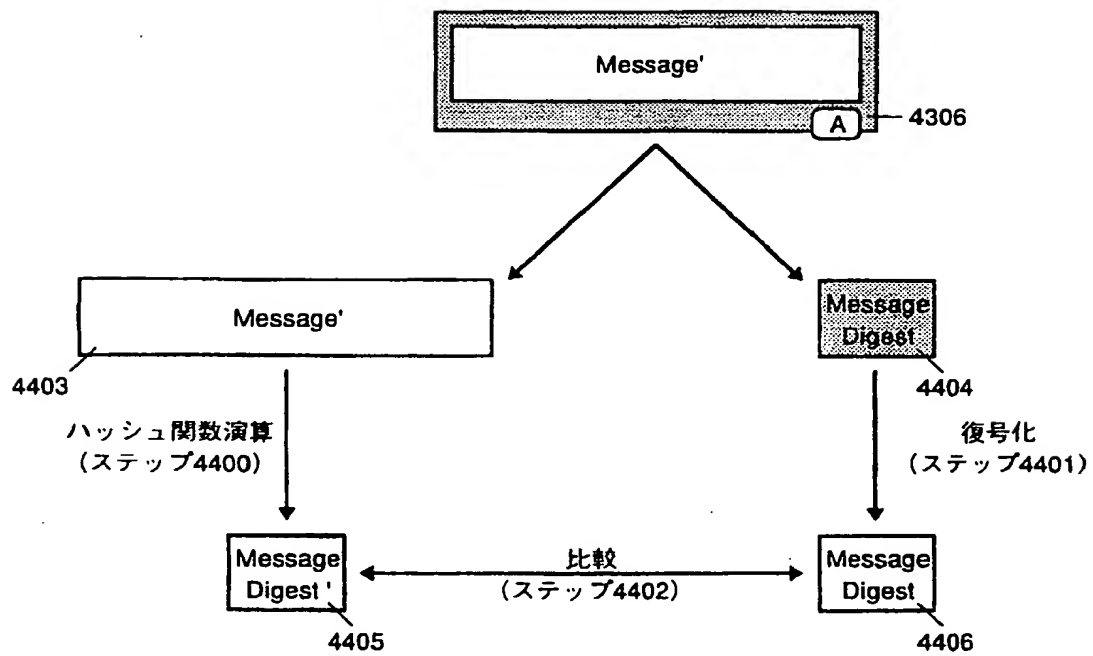 Message'
A
4306
Message'
Message
Digest
4403
4404
ハッシュ関数演算
(ステップ4400)
復号化
(ステップ4401)
Message
Digest '
比較
(ステップ4402)
Message
Digest
4405
4406